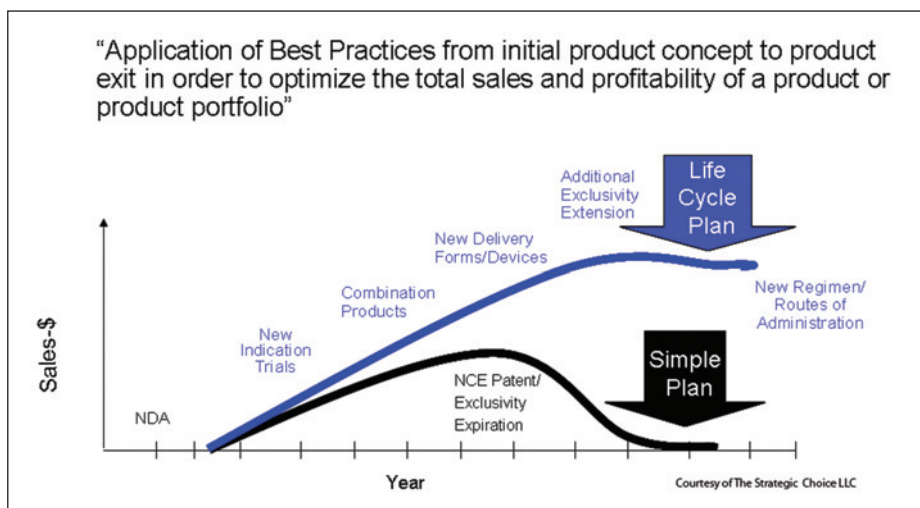 “Application of Best Practices from initial product concept to product
exit in order to optimize the total sales and profitability of a product or
product portfolio”
Additional
Exclusivity
Extension
Life
Cycle
Plan
New Delivery
Forms/Devices
Combination
Products
New Regimen/
Routes of
Administration
New
Indication
Trials
Simple
Plan
NCE Patent/
Exclusivity
Expiration
NDA
Sales-$
Year
Courtesy of The Strategic Choice LLC